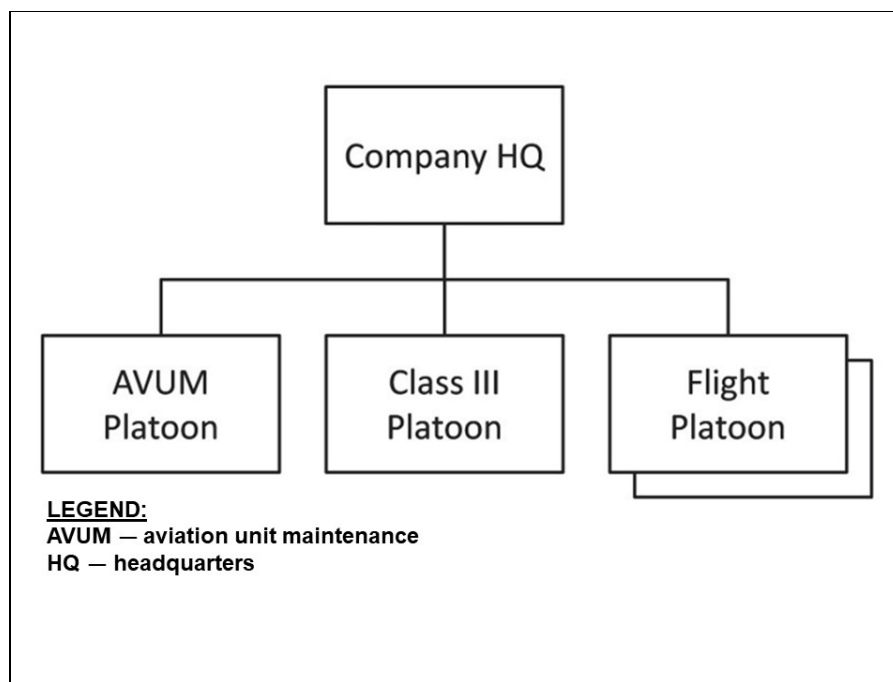 Company HQ
AVUM
Platoon
Class III
Platoon
Flight
Platoon
LEGEND:
AVUM — aviation unit maintenance
HQ — headquarters